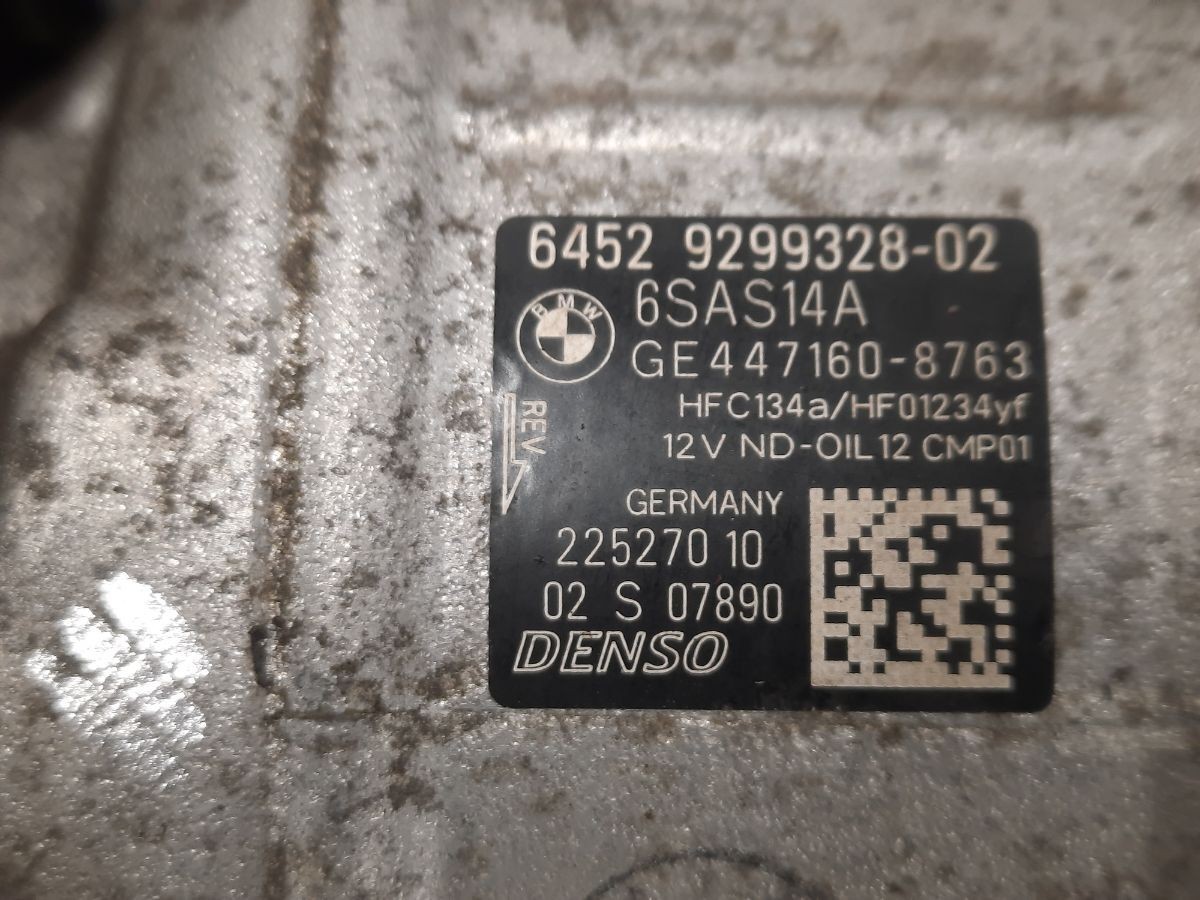 6452 9299328-02
BMW
6SAS14A
GE447160-8763
REV
HFC134a/HF01234yf
12V ND-OIL12 CMP01
GERMANY
225270 10
02 S 07890
DENSO